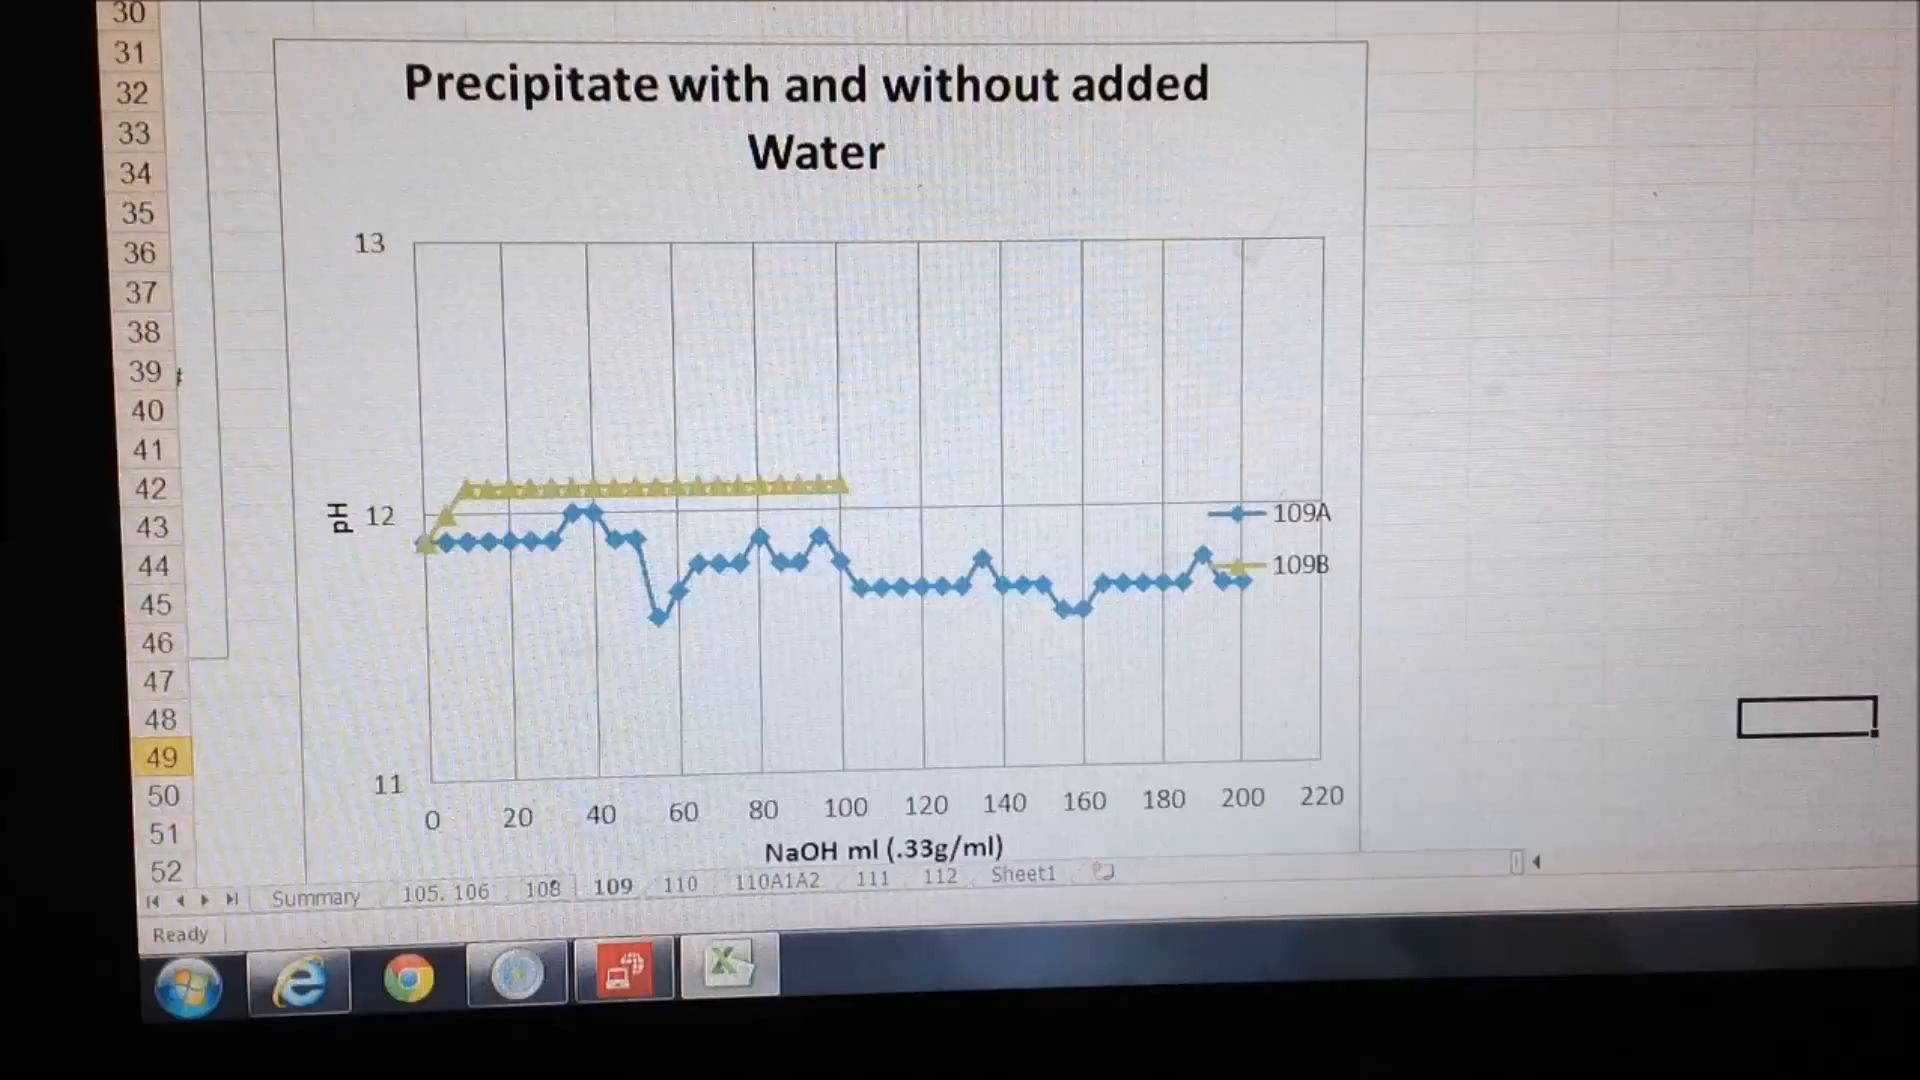 30
31
32
33
34
35
36
37
38
39
40
41
42
43
44
45
46
47
48
49
50
51
52
Precipitate with and without added
Water
13
12
11
pH
0 20 40 60 80 100 120 140 160 180 200 220
NaOH ml (.33g/ml)
109A
109B
Summary 105. 106 108 109 110 110A1A2 111 112 Sheet1
Ready